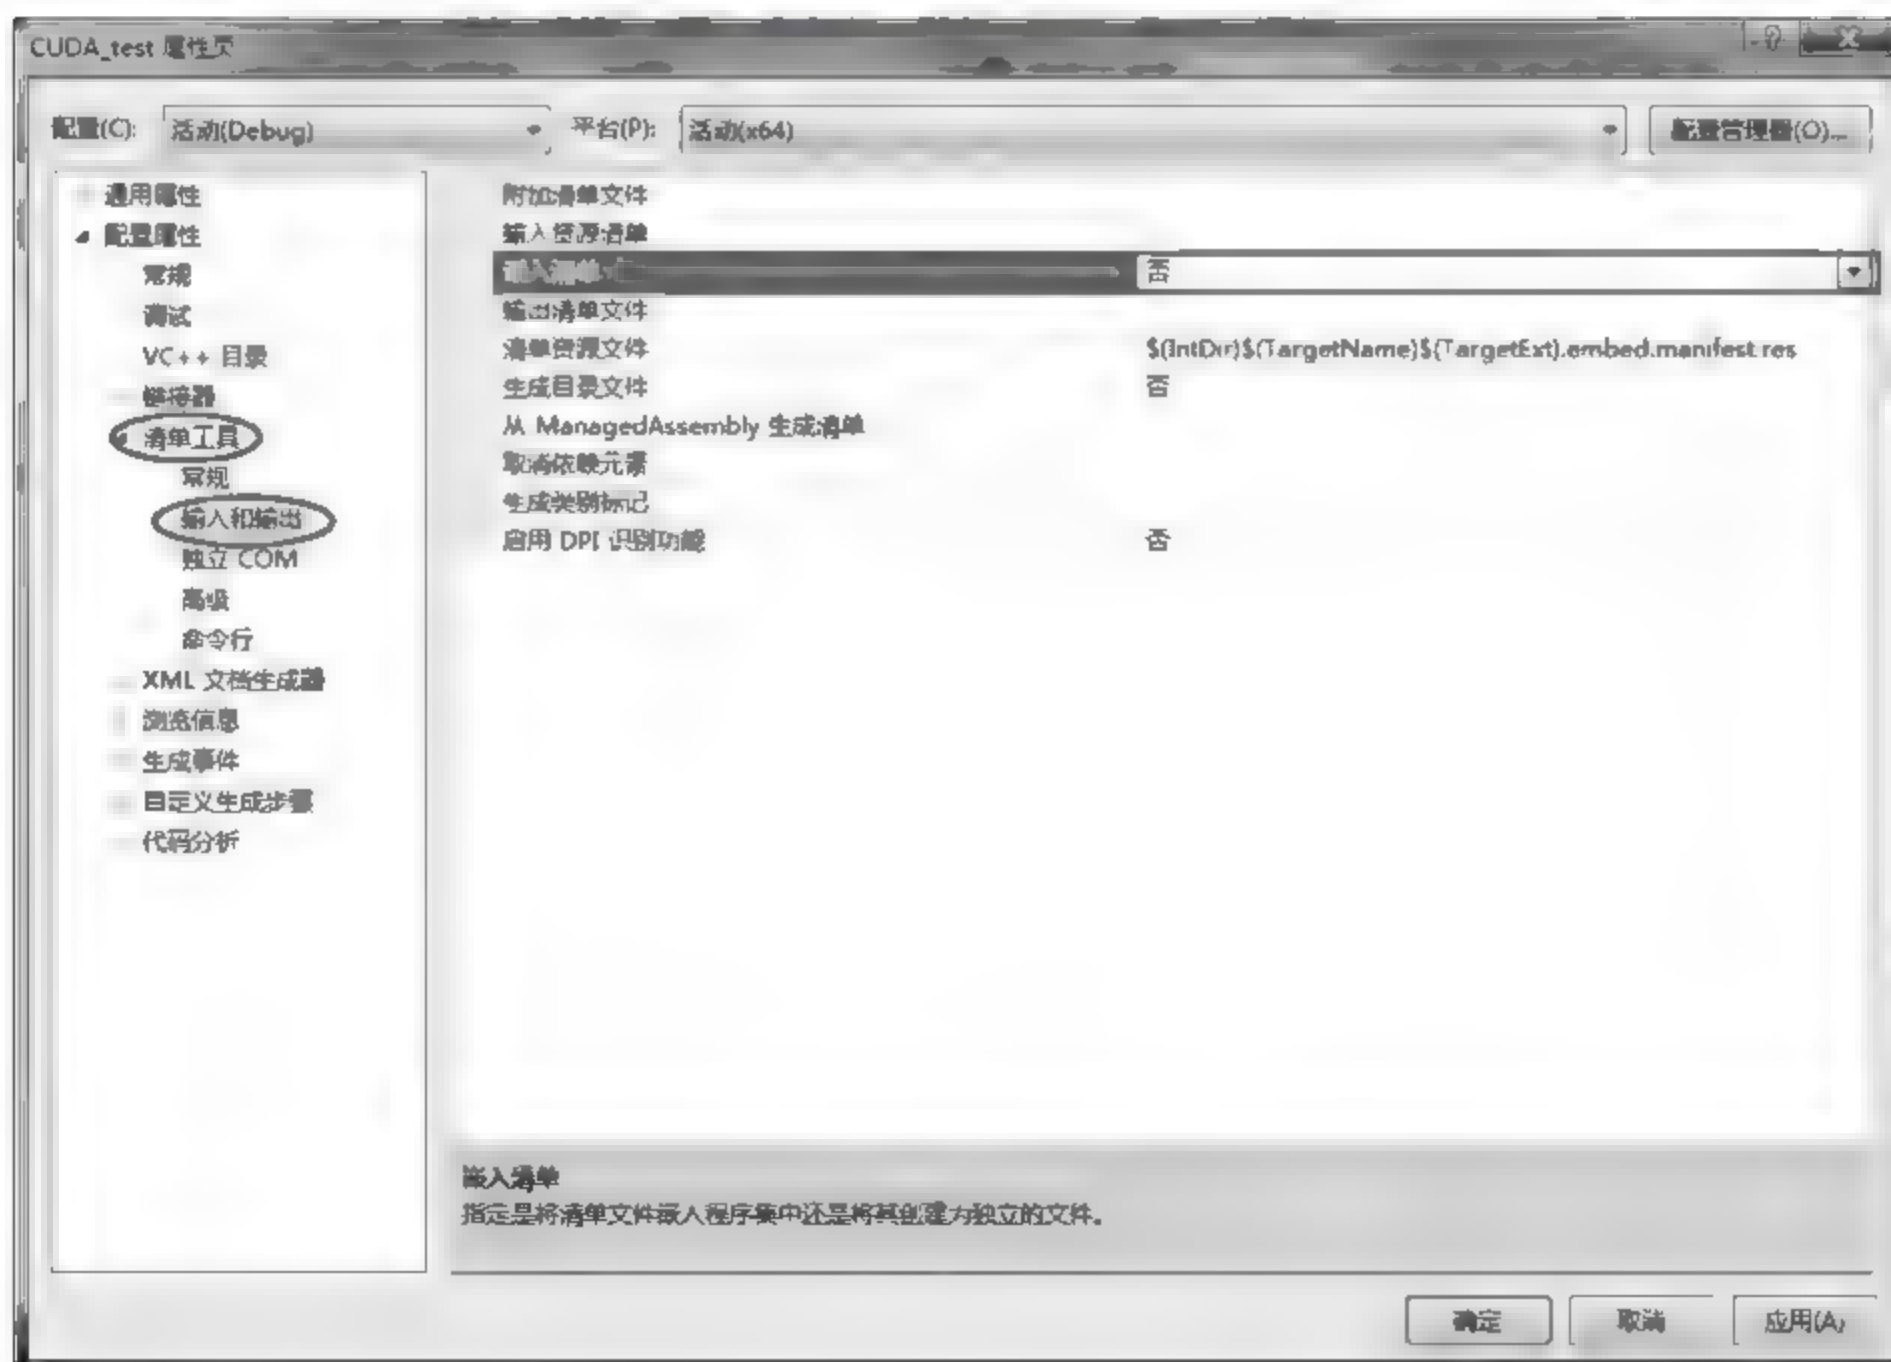 CUDA_test 属性页
配置(C): 活动(Debug) 平台(P): 活动(x64) 配置管理器(O)...
通用属性
配置属性
常规
调试
VC++ 目录
链接器
清单工具
常规
输入和输出
独立 COM
高级
命令行
XML 文档生成器
浏览信息
生成事件
自定义生成步骤
代码分析
附加清单文件
输入资源清单
嵌入清单 否
输出清单文件
清单资源文件 $(IntDir)$(TargetName)$(TargetExt).embed.manifest.res
生成目录文件 否
从 ManagedAssembly 生成清单
取消依赖元素
生成类别标记
启用 DPI 识别功能 否
嵌入清单
指定是将清单文件嵌入程序集中还是将其创建为独立的文件。
确定 取消 应用(A)